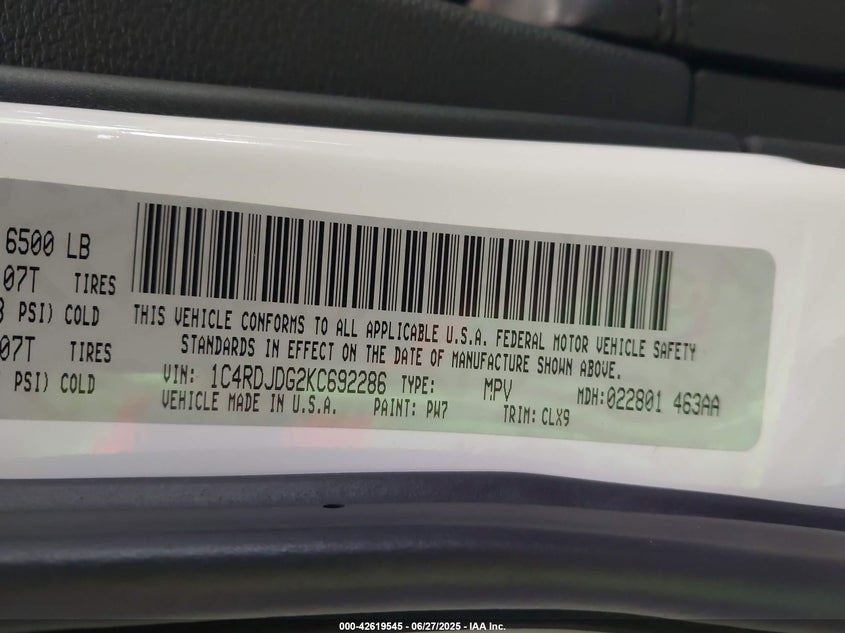 6500 LB
07T TIRES
PSI) COLD
07T TIRES
PSI) COLD
THIS VEHICLE CONFORMS TO ALL APPLICABLE U.S.A. FEDERAL MOTOR VEHICLE SAFETY
STANDARDS IN EFFECT ON THE DATE OF MANUFACTURE SHOWN ABOVE.
VIN: 1C4RDJDG2KC692286 TYPE: MPV MDH:022801 463AA
VEHICLE MADE IN U.S.A. PAINT: PW7 TRIM: CLX9
000-42619545 - 06/27/2025 - IAA Inc.